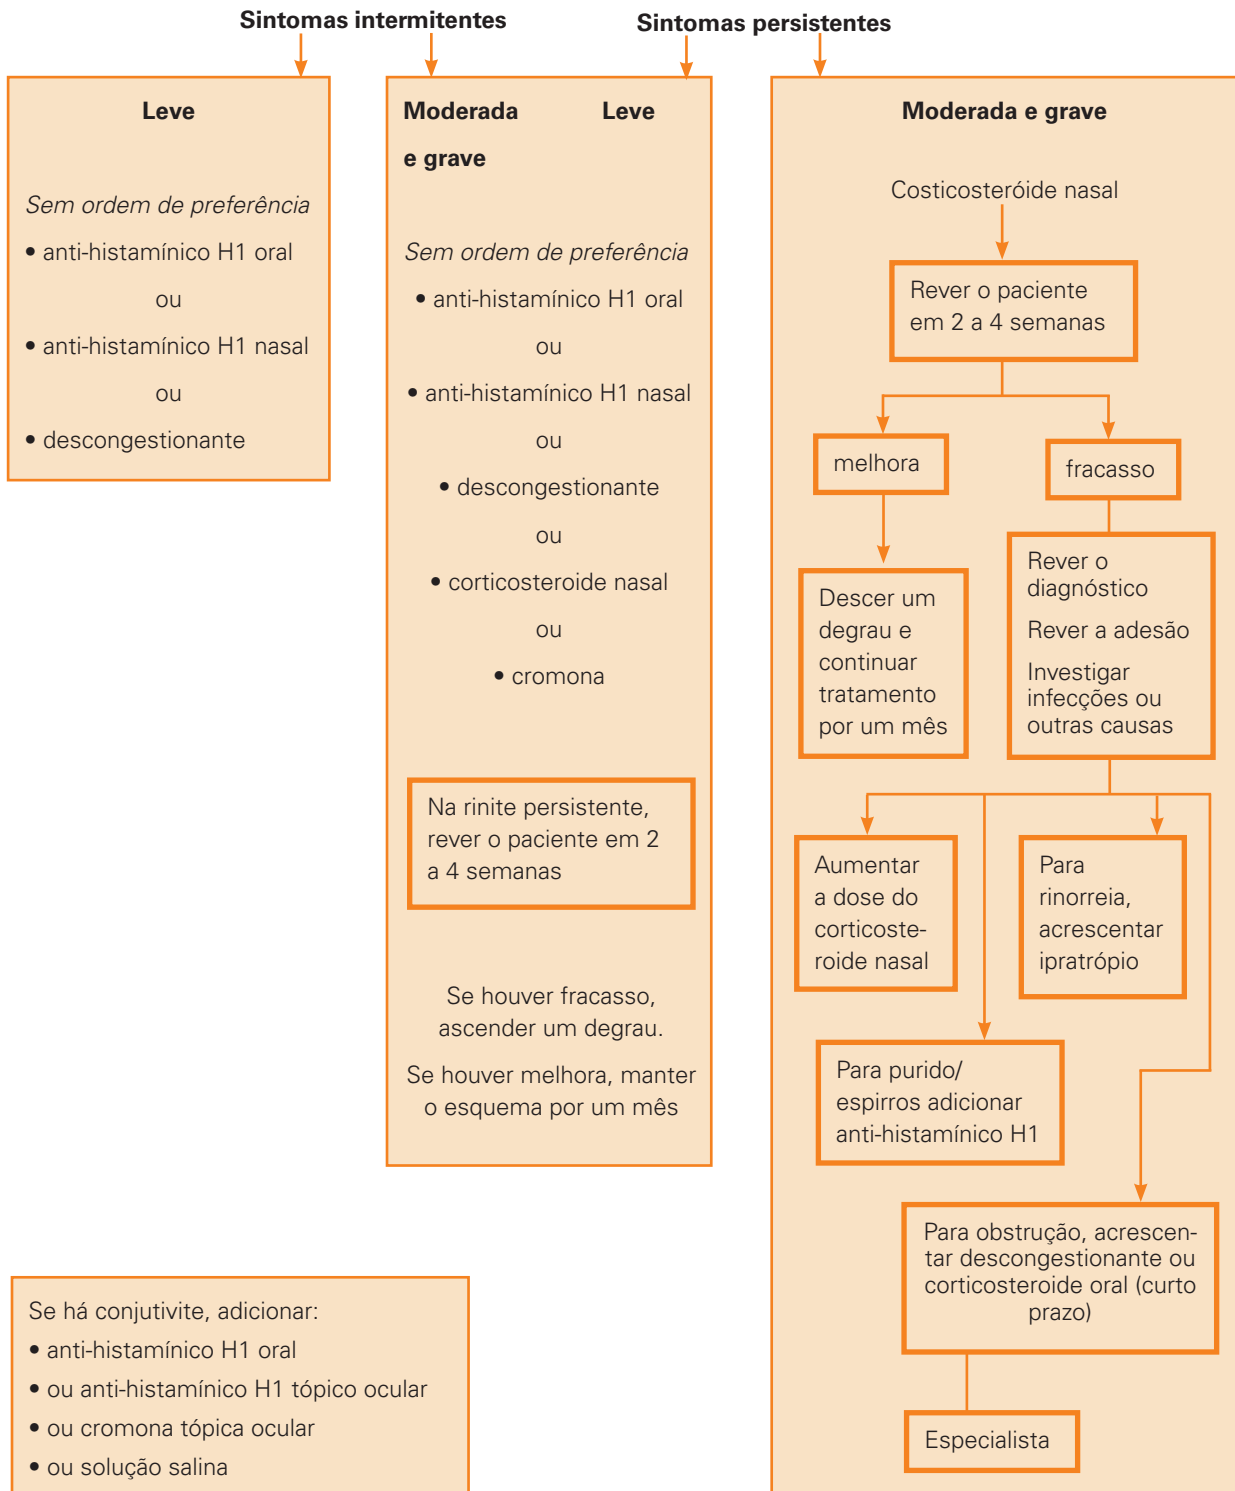 Sintomas intermitentes
Sintomas persistentes
Leve
Sem ordem de preferência
• anti-histamínico H1 oral
ou
• anti-histamínico H1 nasal
ou
• descongestionante
Moderada Leve
e grave
Sem ordem de preferência
• anti-histamínico H1 oral
ou
• anti-histamínico H1 nasal
ou
• descongestionante
ou
• corticosteroide nasal
ou
• cromona
Na rinite persistente,
rever o paciente em 2
a 4 semanas
Se houver fracasso,
ascender um degrau.
Se houver melhora, manter
o esquema por um mês
Moderada e grave
Costicosteróide nasal
Rever o paciente
em 2 a 4 semanas
melhora
fracasso
Descer um
degrau e
continuar
tratamento
por um mês
Rever o
diagnóstico
Rever a adesão
Investigar
infecções ou
outras causas
Aumentar
a dose do
corticoste-
roide nasal
Para
rinorreia,
acrescentar
ipratrópio
Para purido/
espirros adicionar
anti-histamínico H1
Para obstrução, acrescen-
tar descongestionante ou
corticosteroide oral (curto
prazo)
Especialista
Se há conjutivite, adicionar:
• anti-histamínico H1 oral
• ou anti-histamínico H1 tópico ocular
• ou cromona tópica ocular
• ou solução salina